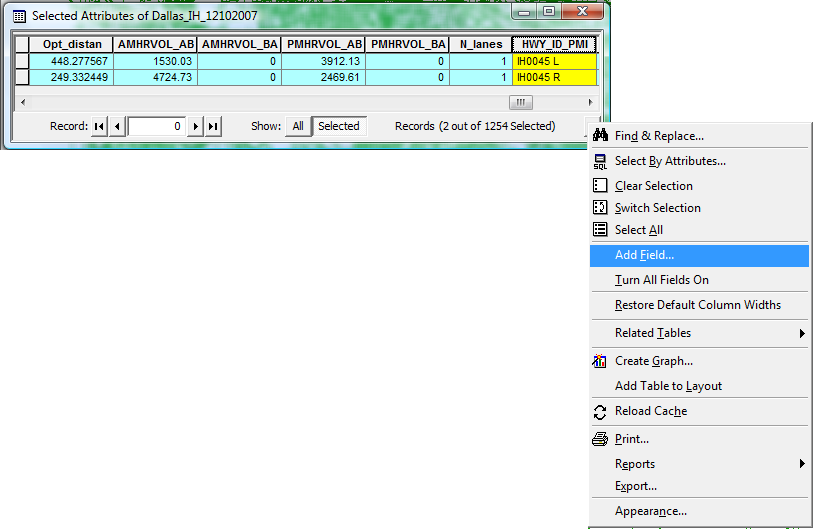 Selected Attributes of Dallas_IH_12102007
Opt_distan AMHRVOL_AB AMHRVOL_BA PMHRVOL_AB PMHRVOL_BA N_lanes HWY_ID_PMI
448.277567 1530.03 0 3912.13 0 1 IH0045 L
249.332449 4724.73 0 2469.61 0 1 IH0045 R
Record: 0 Show: All Selected Records (2 out of 1254 Selected)
Find & Replace...
SQL Select By Attributes...
Clear Selection
Switch Selection
Select All
Add Field...
Turn All Fields On
Restore Default Column Widths
Related Tables
Create Graph...
Add Table to Layout
Reload Cache
Print...
Reports
Export...
Appearance...